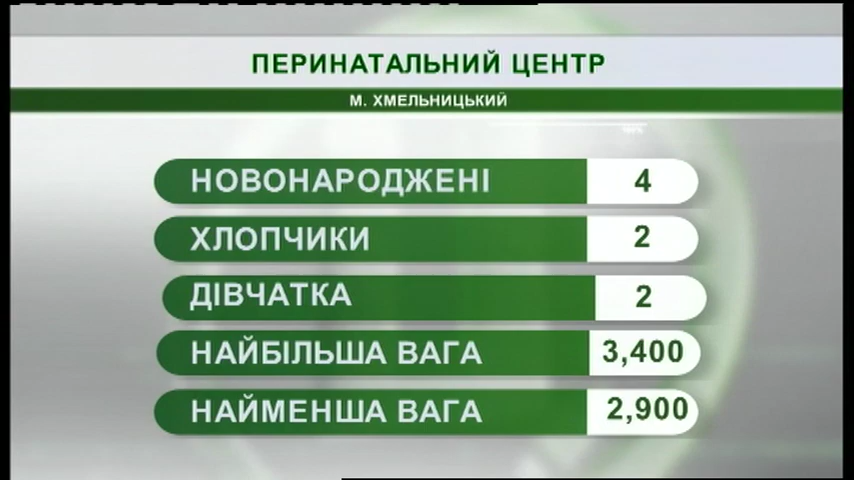 ПЕРИНАТАЛЬНИЙ ЦЕНТР
М. ХМЕЛЬНИЦЬКИЙ
НОВОНАРОДЖЕНІ 4
ХЛОПЧИКИ 2
ДІВЧАТКА 2
НАЙБІЛЬША ВАГА 3,400
НАЙМЕНША ВАГА 2,900